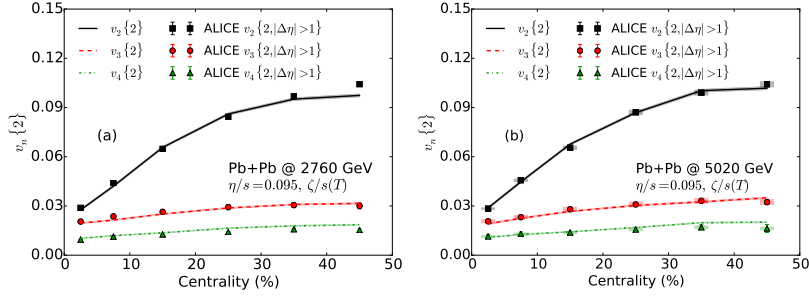 0.15
0.12
0.09
0.06
0.03
0.00
v_n {2}
v_2 {2}
v_3 {2}
v_4 {2}
ALICE v_2 {2,|Δη|>1}
ALICE v_3 {2,|Δη|>1}
ALICE v_4 {2,|Δη|>1}
(a)
Pb+Pb @ 2760 GeV
η/s=0.095, ζ/s(T)
0 10 20 30 40 50
Centrality (%)
0.15
0.12
0.09
0.06
0.03
0.00
v_n {2}
v_2 {2}
v_3 {2}
v_4 {2}
ALICE v_2 {2,|Δη|>1}
ALICE v_3 {2,|Δη|>1}
ALICE v_4 {2,|Δη|>1}
(b)
Pb+Pb @ 5020 GeV
η/s=0.095, ζ/s(T)
0 10 20 30 40 50
Centrality (%)